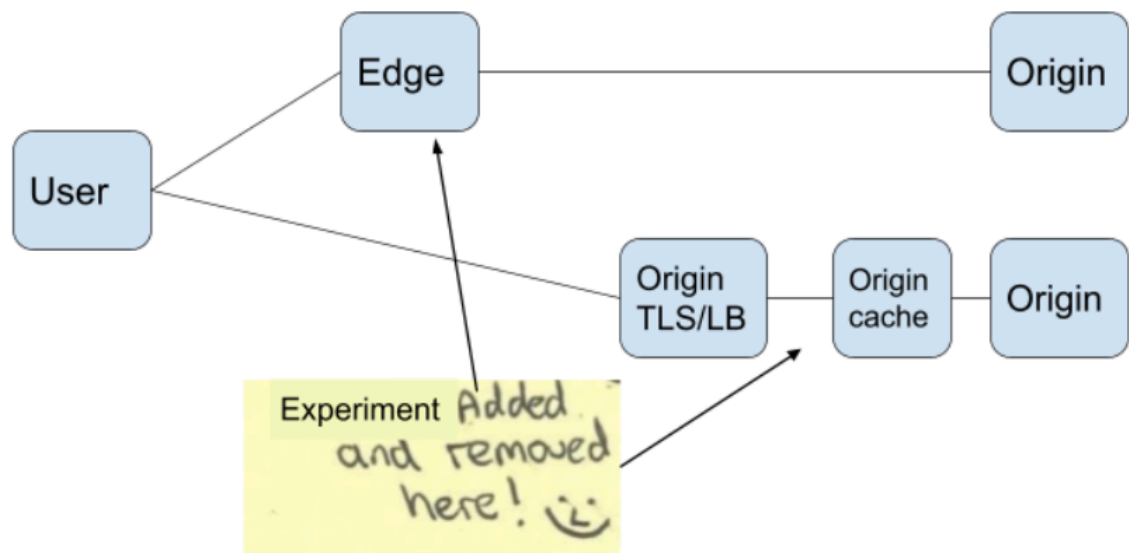 Edge
Origin
User
Origin
TLS/LB
Origin
cache
Origin
Experiment Added
and removed
here!